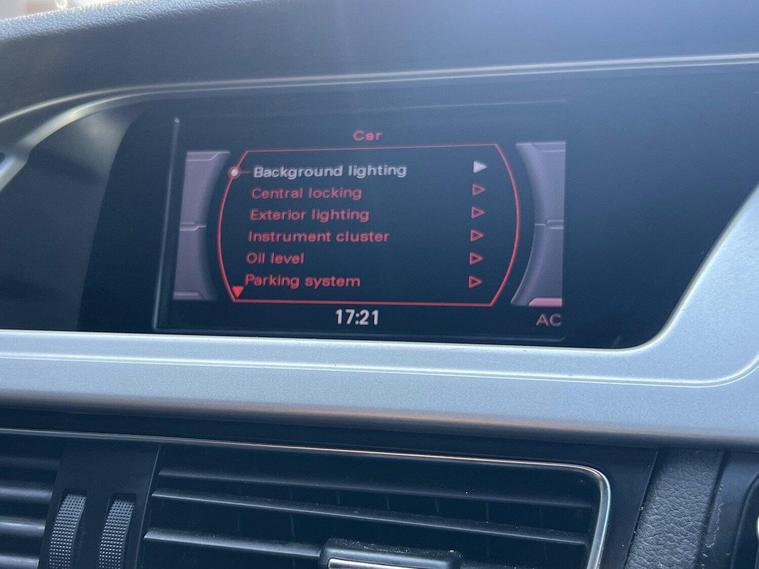 Car
Background lighting
Central locking
Exterior lighting
Instrument cluster
Oil level
Parking system
17:21
AC